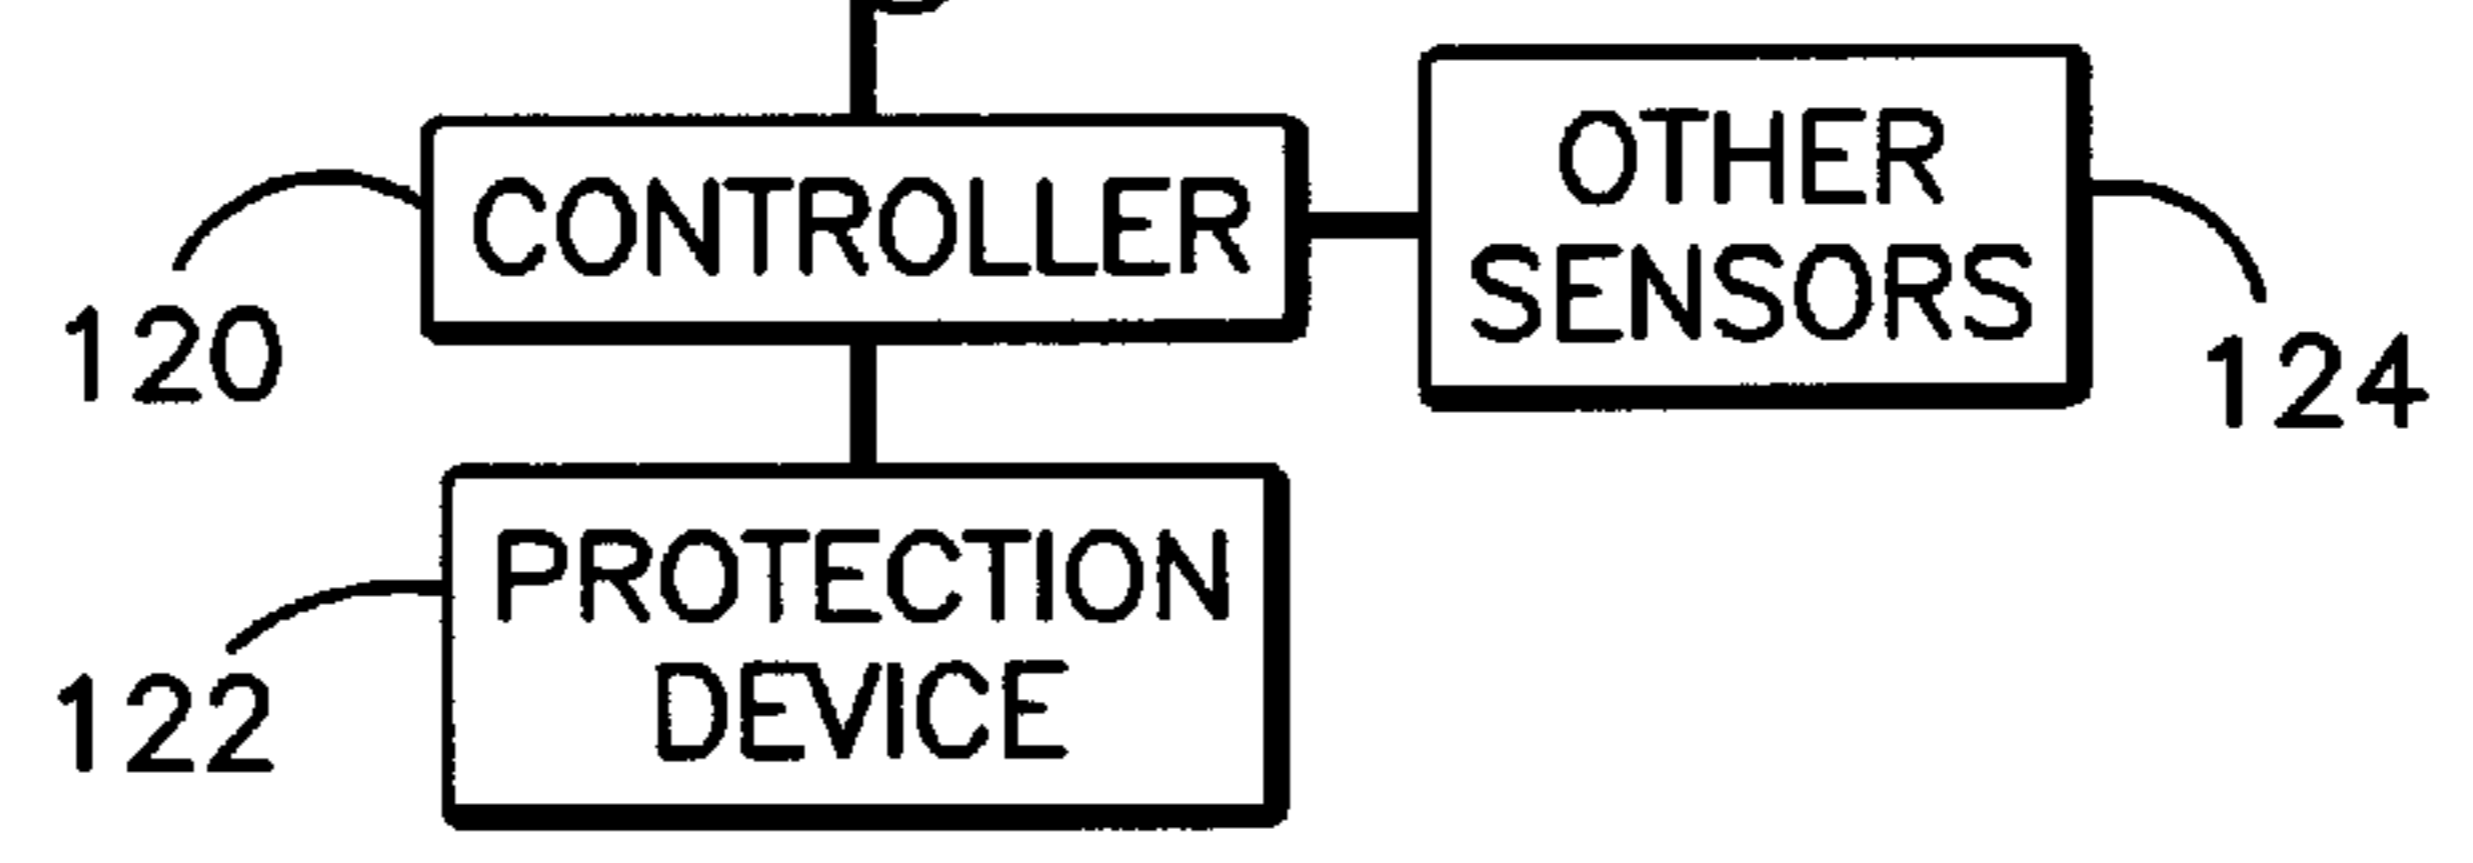 OTHER
SENSORS
CONTROLLER
120
124
PROTECTION
DEVICE
122